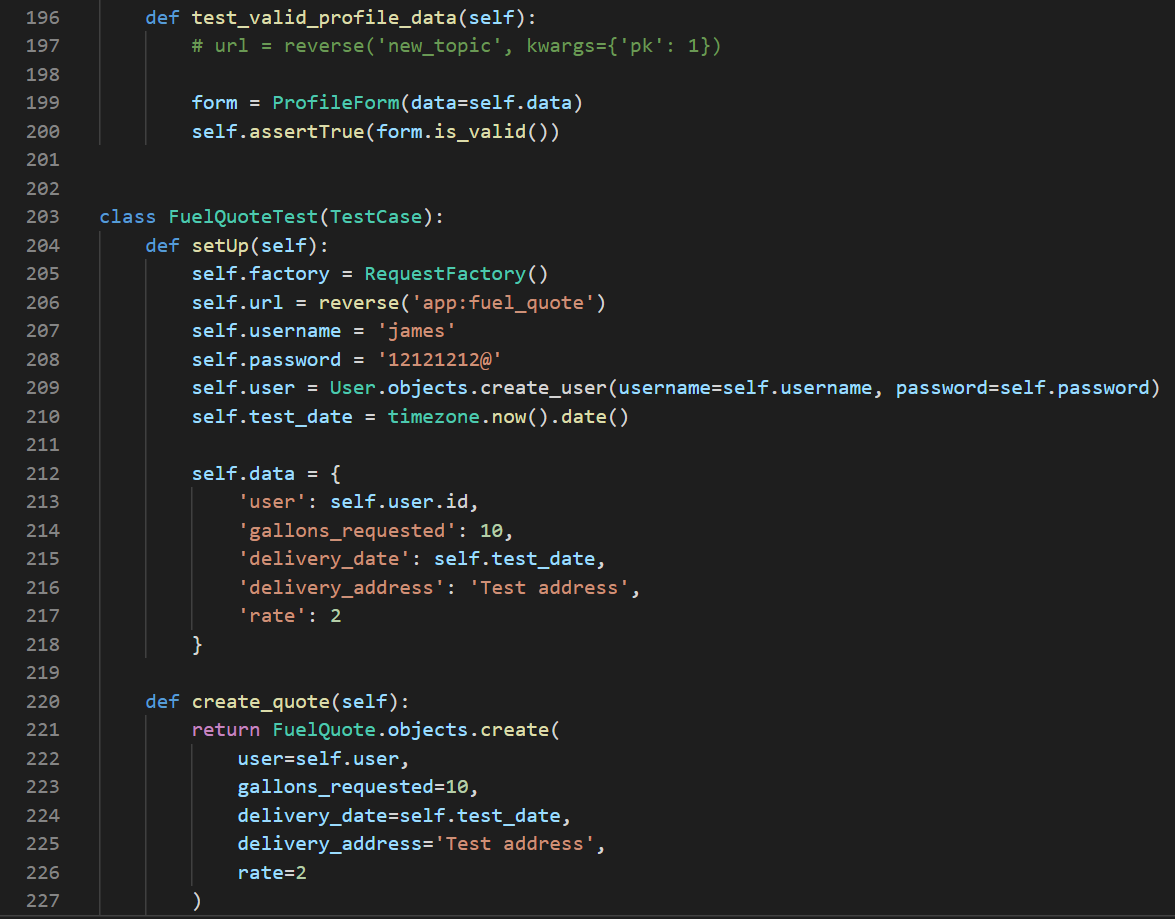 196 def test_valid_profile_data(self):
197 # url = reverse('new_topic', kwargs={'pk': 1})
198
199 form = ProfileForm(data=self.data)
200 self.assertTrue(form.is_valid())
201
202
203 class FuelQuoteTest(TestCase):
204 def setUp(self):
205 self.factory = RequestFactory()
206 self.url = reverse('app:fuel_quote')
207 self.username = 'james'
208 self.password = '12121212@'
209 self.user = User.objects.create_user(username=self.username, password=self.password)
210 self.test_date = timezone.now().date()
211
212 self.data = {
213 'user': self.user.id,
214 'gallons_requested': 10,
215 'delivery_date': self.test_date,
216 'delivery_address': 'Test address',
217 'rate': 2
218 }
219
220 def create_quote(self):
221 return FuelQuote.objects.create(
222 user=self.user,
223 gallons_requested=10,
224 delivery_date=self.test_date,
225 delivery_address='Test address',
226 rate=2
227 )